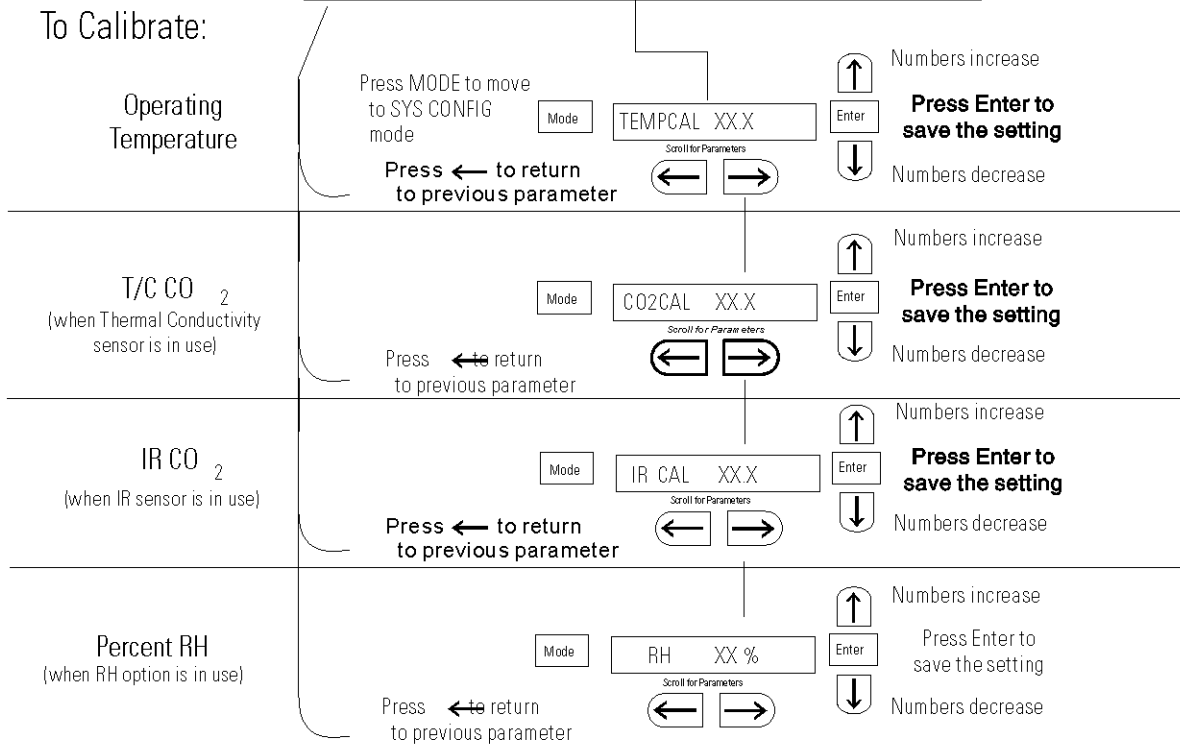 To Calibrate:
Operating
Temperature
Press MODE to move
to SYS CONFIG
mode
Press ← to return
to previous parameter
Mode
TEMPCAL XX.X
Scroll for Parameters
← →
↑
Enter
↓
Numbers increase
Press Enter to
save the setting
Numbers decrease
T/C CO 2
(when Thermal Conductivity
sensor is in use)
Press ← to return
to previous parameter
Mode
CO2CAL XX.X
Scroll for Parameters
← →
↑
Enter
↓
Numbers increase
Press Enter to
save the setting
Numbers decrease
IR CO 2
(when IR sensor is in use)
Press ← to return
to previous parameter
Mode
IR CAL XX.X
Scroll for Parameters
← →
↑
Enter
↓
Numbers increase
Press Enter to
save the setting
Numbers decrease
Percent RH
(when RH option is in use)
Press ← to return
to previous parameter
Mode
RH XX %
Scroll for Parameters
← →
↑
Enter
↓
Numbers increase
Press Enter to
save the setting
Numbers decrease